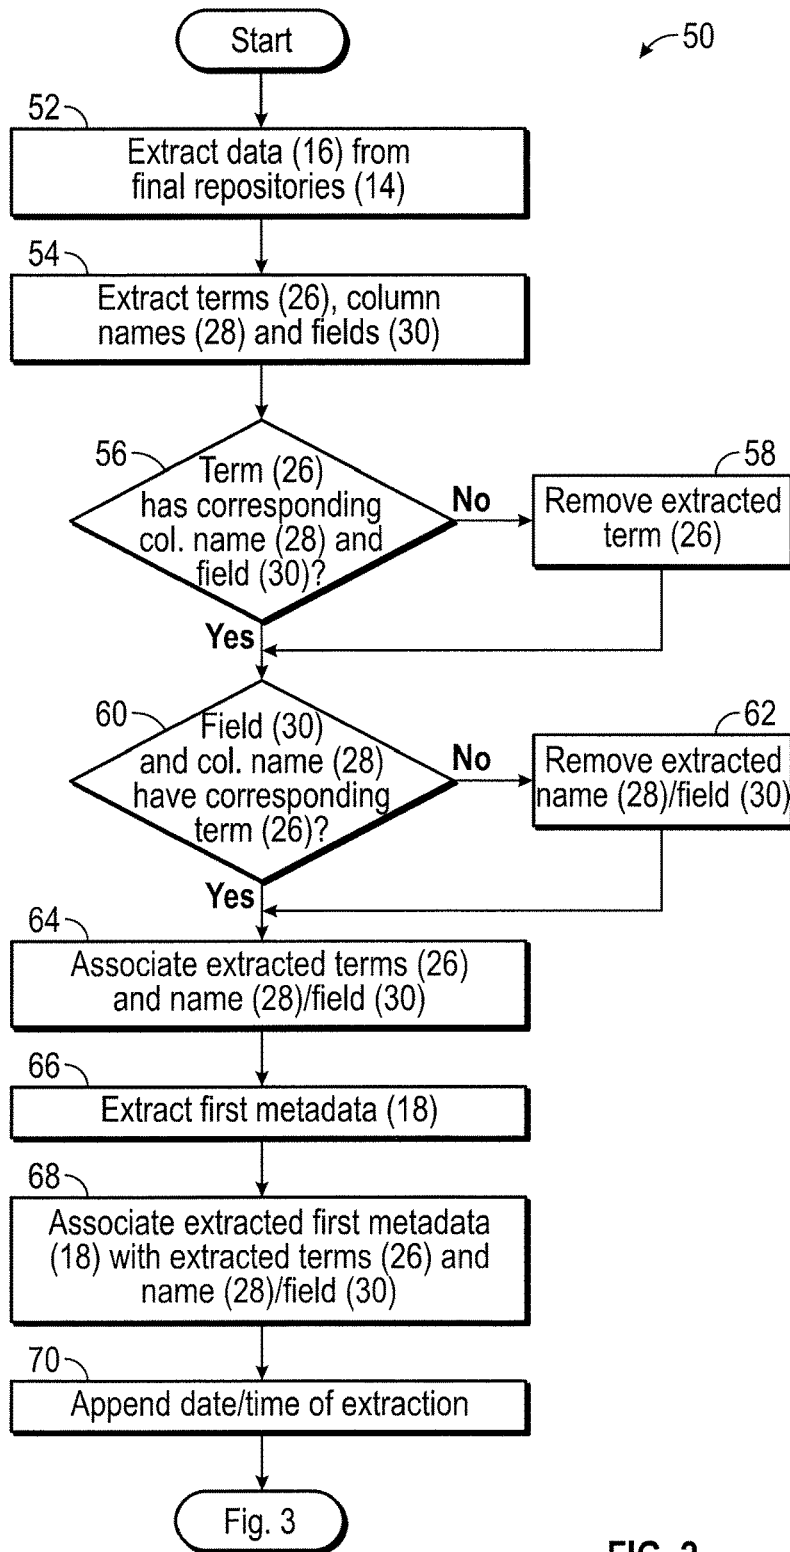 Start
50
52
Extract data (16) from
final repositories (14)
54
Extract terms (26), column
names (28) and fields (30)
56
Term (26)
has corresponding
col. name (28) and
field (30)?
No
58
Remove extracted
term (26)
Yes
60
Field (30)
and col. name (28)
have corresponding
term (26)?
No
62
Remove extracted
name (28)/field (30)
Yes
64
Associate extracted terms (26)
and name (28)/field (30)
66
Extract first metadata (18)
68
Associate extracted first metadata
(18) with extracted terms (26) and
name (28)/field (30)
70
Append date/time of extraction
Fig. 3